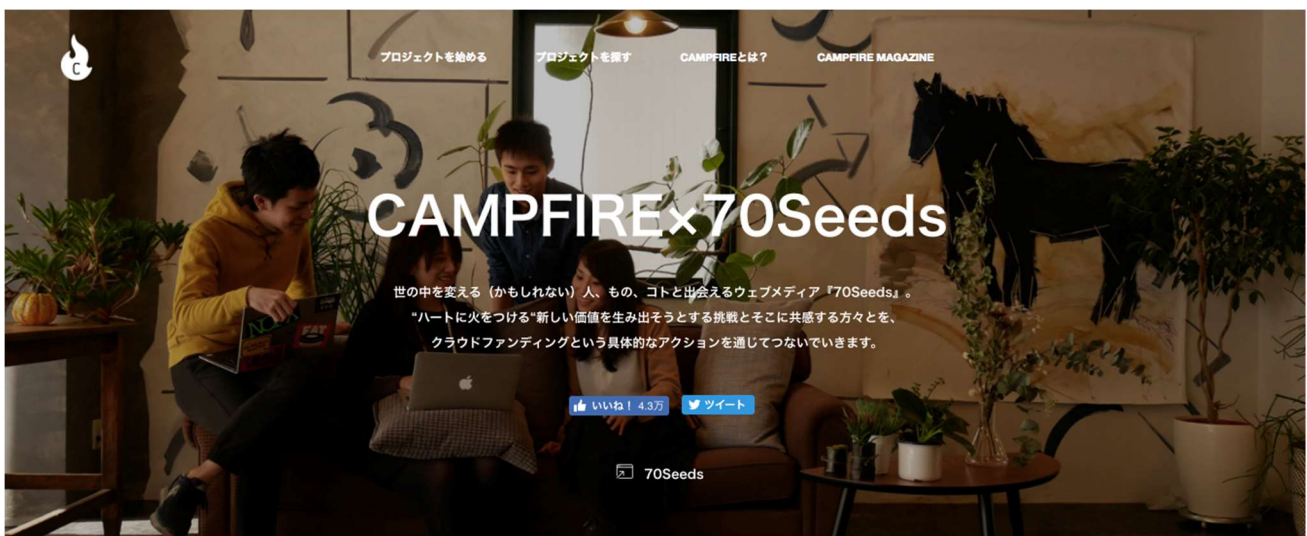 C
プロジェクトを始める
プロジェクトを探す
CAMPFIREとは？
CAMPFIRE MAGAZINE
CAMPFIRE×70Seeds
世の中を変える（かもしれない）人、もの、コトと出会えるウェブメディア『70Seeds』。
“ハートに火をつける“新しい価値を生み出そうとする挑戦とそこに共感する方々とを、
クラウドファンディングという具体的なアクションを通じてつないでいきます。
いいね！ 4.3万
ツイート
70Seeds